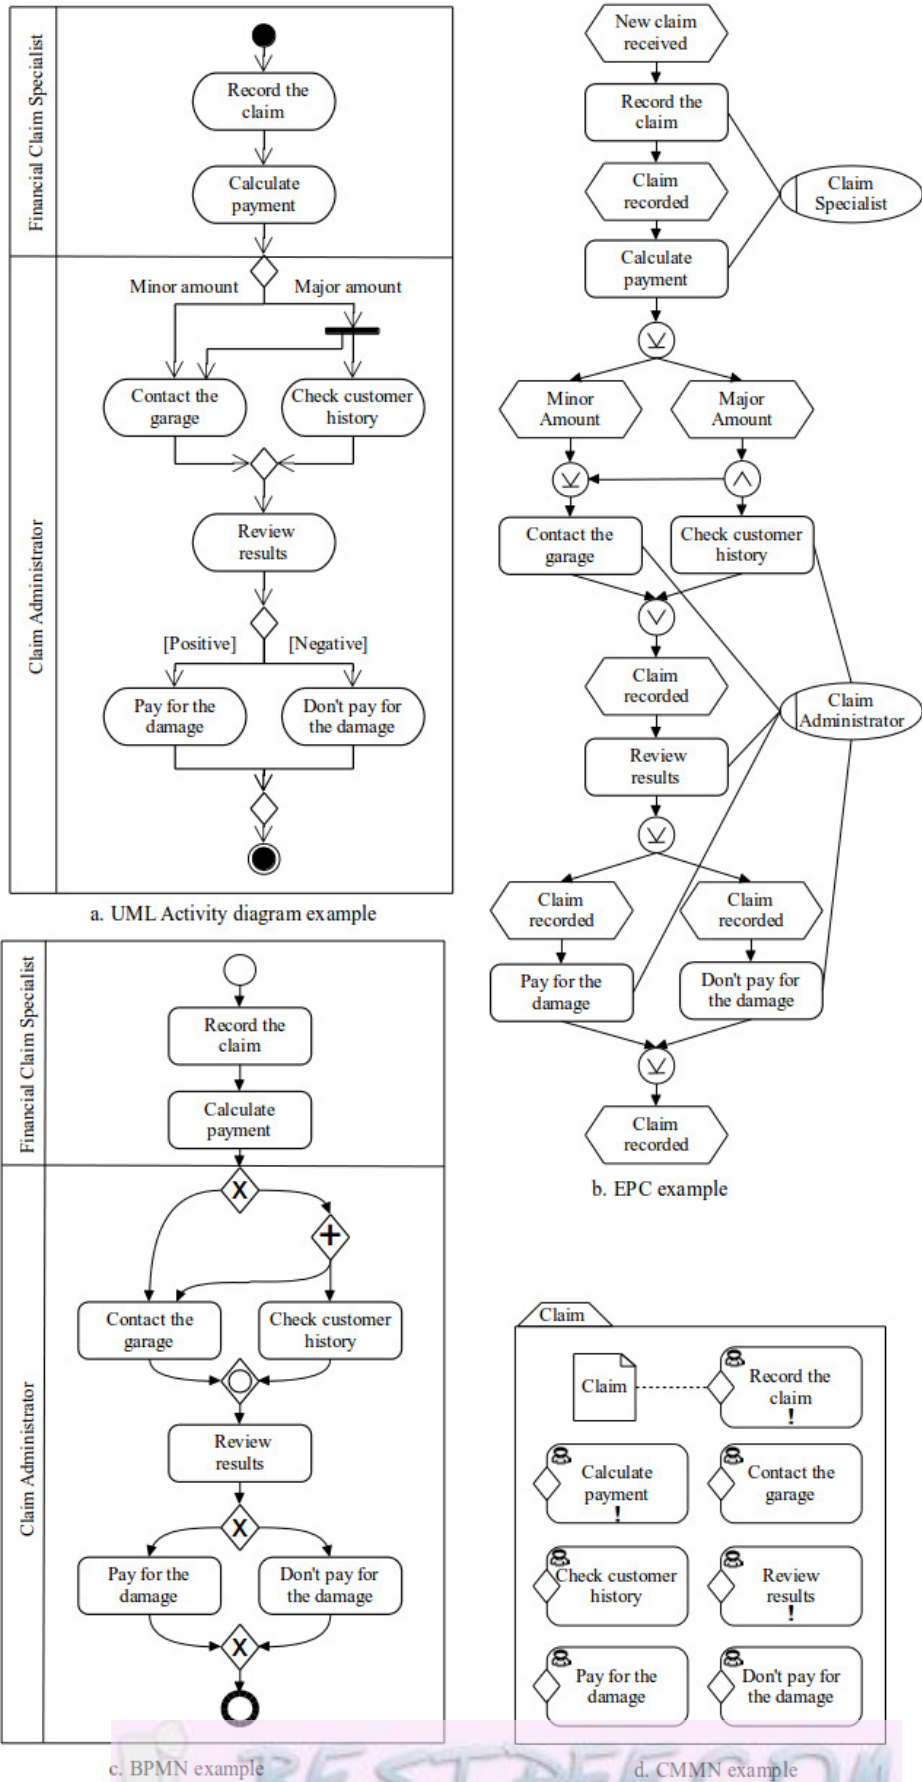 Financial Claim Specialist
Record the
claim
Calculate
payment
Claim Administrator
Minor amount
Major amount
Contact the
garage
Check customer
history
Review
results
[Positive]
[Negative]
Pay for the
damage
Don't pay for
the damage
a. UML Activity diagram example
New claim
received
Record the
claim
Claim
recorded
Claim
Specialist
Calculate
payment
Minor
Amount
Major
Amount
Contact the
garage
Check customer
history
Claim
recorded
Claim
Administrator
Review
results
Claim
recorded
Claim
recorded
Pay for the
damage
Don't pay for
the damage
Claim
recorded
b. EPC example
Financial Claim Specialist
Record the
claim
Calculate
payment
Claim Administrator
X
+
Contact the
garage
Check customer
history
Review
results
X
Pay for the
damage
Don't pay for
the damage
X
c. BPMN example
Claim
Claim
Record the
claim
!
Calculate
payment
!
Contact the
garage
Check customer
history
Review
results
!
Pay for the
damage
Don't pay for
the damage
d. CMMN example